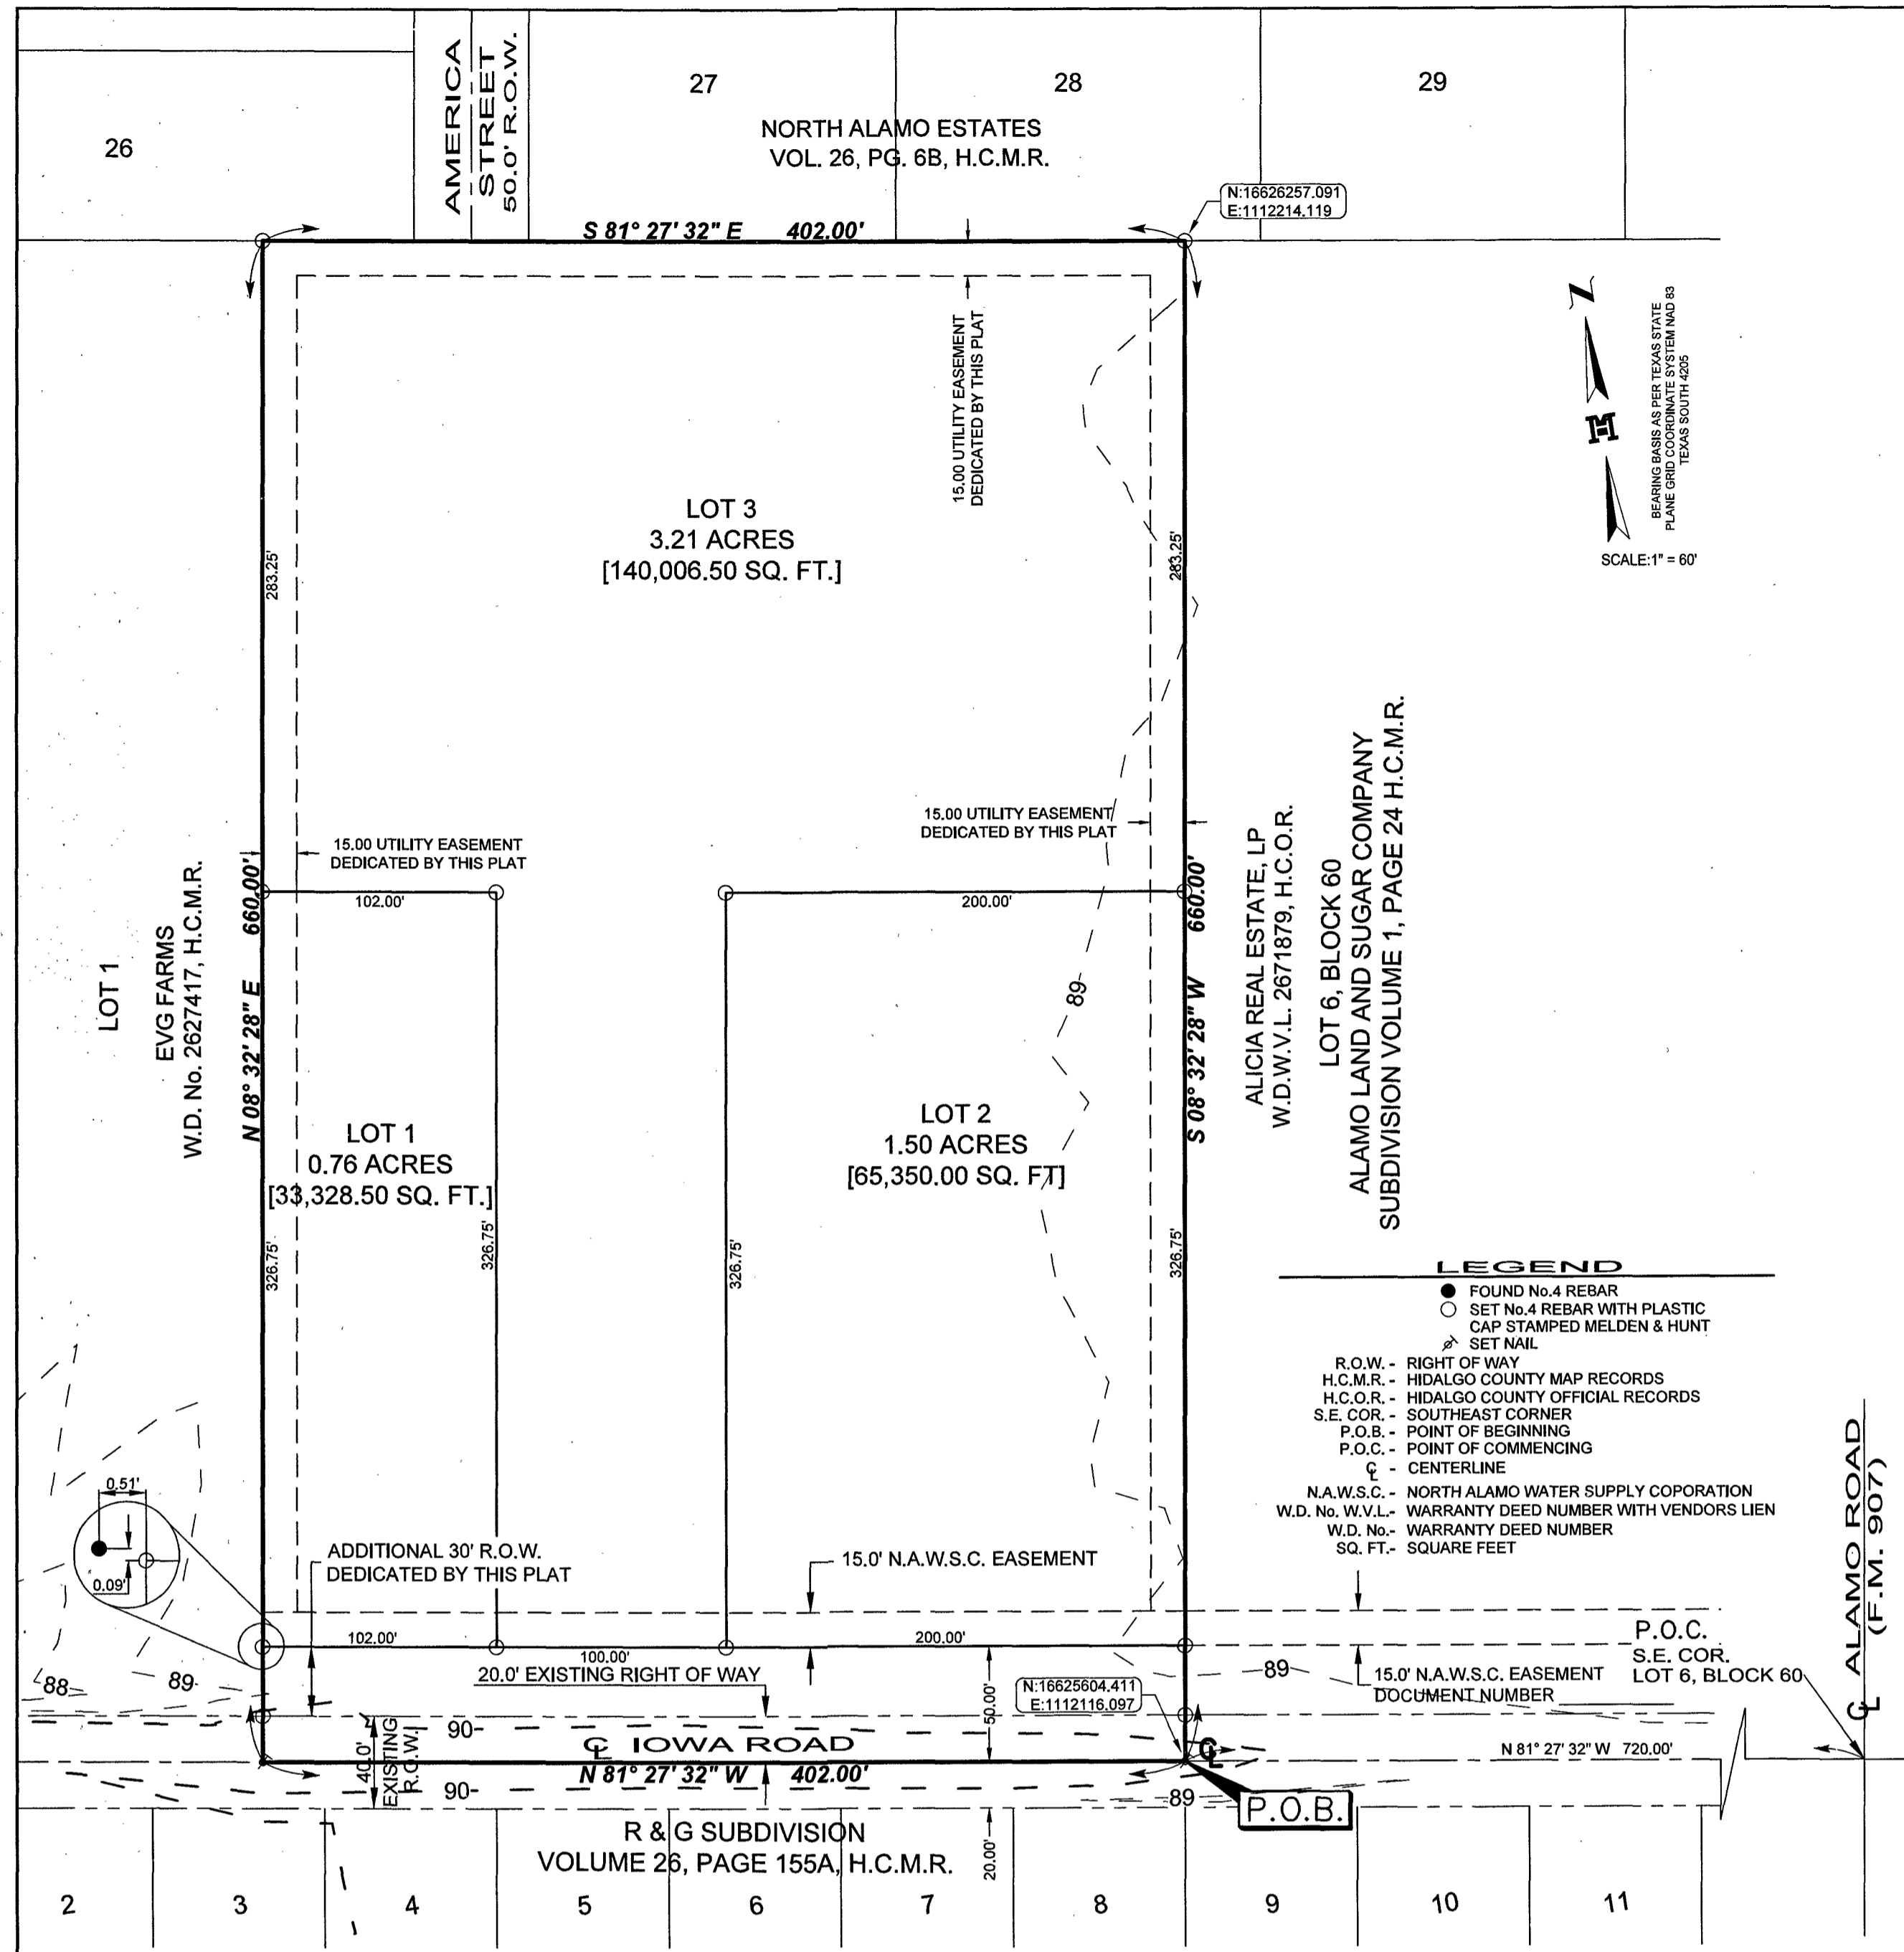 AMERICA
STREET
50.0' R.O.W.
26
27
28
29
NORTH ALAMO ESTATES
VOL. 26, PG. 6B, H.C.M.R.
N:16626257.091
E:1112214.119
S 81° 27' 32" E 402.00'
15.00 UTILITY EASEMENT
DEDICATED BY THIS PLAT
N
BEARING BASIS AS PER TEXAS STATE
PLANE GRID COORDINATE SYSTEM NAD 83
TEXAS SOUTH 4205
SCALE:1" = 60'
LOT 3
3.21 ACRES
[140,006.50 SQ. FT.]
283.25'
283.25'
15.00 UTILITY EASEMENT
DEDICATED BY THIS PLAT
15.00 UTILITY EASEMENT
DEDICATED BY THIS PLAT
102.00'
200.00'
LOT 1
EVG FARMS
W.D. No. 2627417, H.C.M.R.
N 08° 32' 28" E 660.00'
S 08° 32' 28" W 660.00'
ALICIA REAL ESTATE, LP
W.D.W.V.L. 2671879, H.C.O.R.
LOT 6, BLOCK 60
ALAMO LAND AND SUGAR COMPANY
SUBDIVISION VOLUME 1, PAGE 24 H.C.M.R.
89
LOT 1
0.76 ACRES
[33,328.50 SQ. FT.]
LOT 2
1.50 ACRES
[65,350.00 SQ. FT]
326.75'
326.75'
326.75'
326.75'
LEGEND
FOUND No.4 REBAR
SET No.4 REBAR WITH PLASTIC
CAP STAMPED MELDEN & HUNT
SET NAIL
R.O.W. - RIGHT OF WAY
H.C.M.R. - HIDALGO COUNTY MAP RECORDS
H.C.O.R. - HIDALGO COUNTY OFFICIAL RECORDS
S.E. COR. - SOUTHEAST CORNER
P.O.B. - POINT OF BEGINNING
P.O.C. - POINT OF COMMENCING
℄ - CENTERLINE
N.A.W.S.C. - NORTH ALAMO WATER SUPPLY COPORATION
W.D. No. W.V.L.- WARRANTY DEED NUMBER WITH VENDORS LIEN
W.D. No.- WARRANTY DEED NUMBER
SQ. FT.- SQUARE FEET
℄ ALAMO ROAD
(F.M. 907)
0.51'
0.09'
ADDITIONAL 30' R.O.W.
DEDICATED BY THIS PLAT
15.0' N.A.W.S.C. EASEMENT
102.00'
100.00'
200.00'
20.0' EXISTING RIGHT OF WAY
50.00'
N:16625604.411
E:1112116.097
89
15.0' N.A.W.S.C. EASEMENT
DOCUMENT NUMBER
P.O.C.
S.E. COR.
LOT 6, BLOCK 60
88
89
90
40.0'
EXISTING
R.O.W.
℄ IOWA ROAD
℄
N 81° 27' 32" W 720.00'
N 81° 27' 32" W 402.00'
90
89
P.O.B.
R & G SUBDIVISION
VOLUME 26, PAGE 155A, H.C.M.R.
20.00'
2
3
4
5
6
7
8
9
10
11